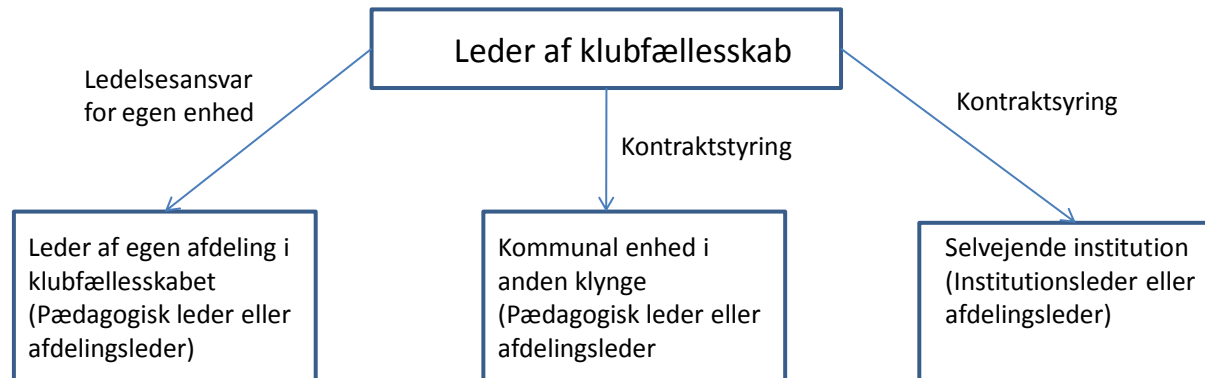 Leder af klubfællesskab
Ledelsesansvar
for egen enhed
Kontraktstyring
Kontraktsyring
Leder af egen afdeling i
klubfællesskabet
(Pædagogisk leder eller
afdelingsleder)
Kommunal enhed i
anden klynge
(Pædagogisk leder eller
afdelingsleder
Selvejende institution
(Institutionsleder eller
afdelingsleder)